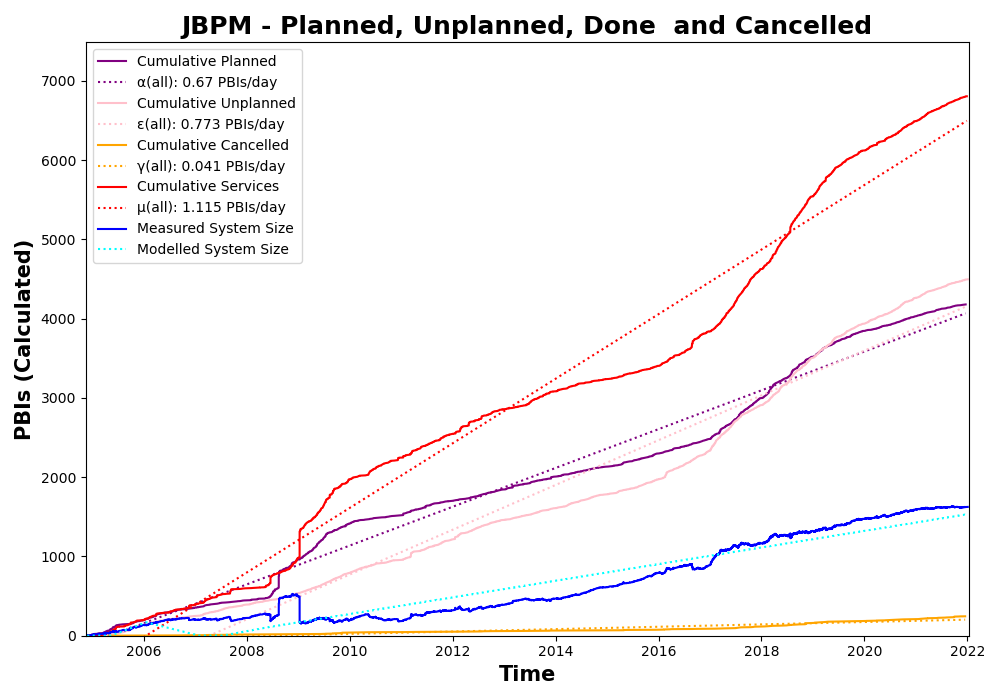 JBPM - Planned, Unplanned, Done  and Cancelled
Cumulative Planned
α(all): 0.67 PBIs/day
Cumulative Unplanned
ε(all): 0.773 PBIs/day
Cumulative Cancelled
γ(all): 0.041 PBIs/day
Cumulative Services
μ(all): 1.115 PBIs/day
Measured System Size
Modelled System Size
PBIs (Calculated)
7000
6000
5000
4000
3000
2000
1000
0
2006 2008 2010 2012 2014 2016 2018 2020 2022
Time